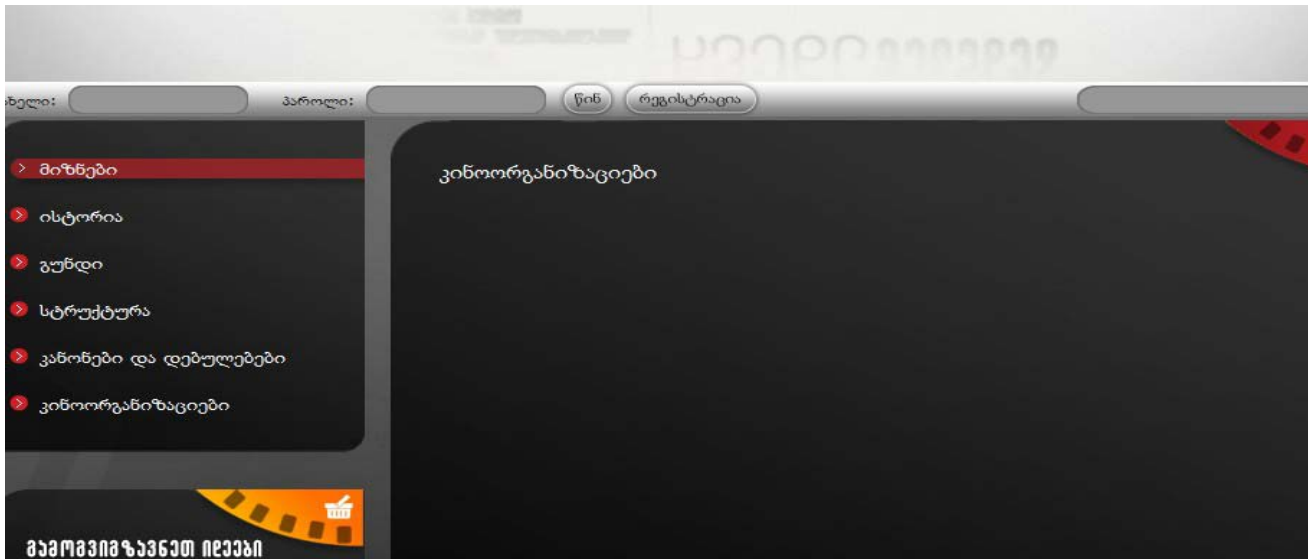 პაროლი: წინ რეგისტრაცია
მიზნები
კინოორგანიზაციები
ისტორია
გუნდი
სტრუქტურა
კანონები და დებულებები
კინოორგანიზაციები
გამოგვიგზავნეთ იდეები